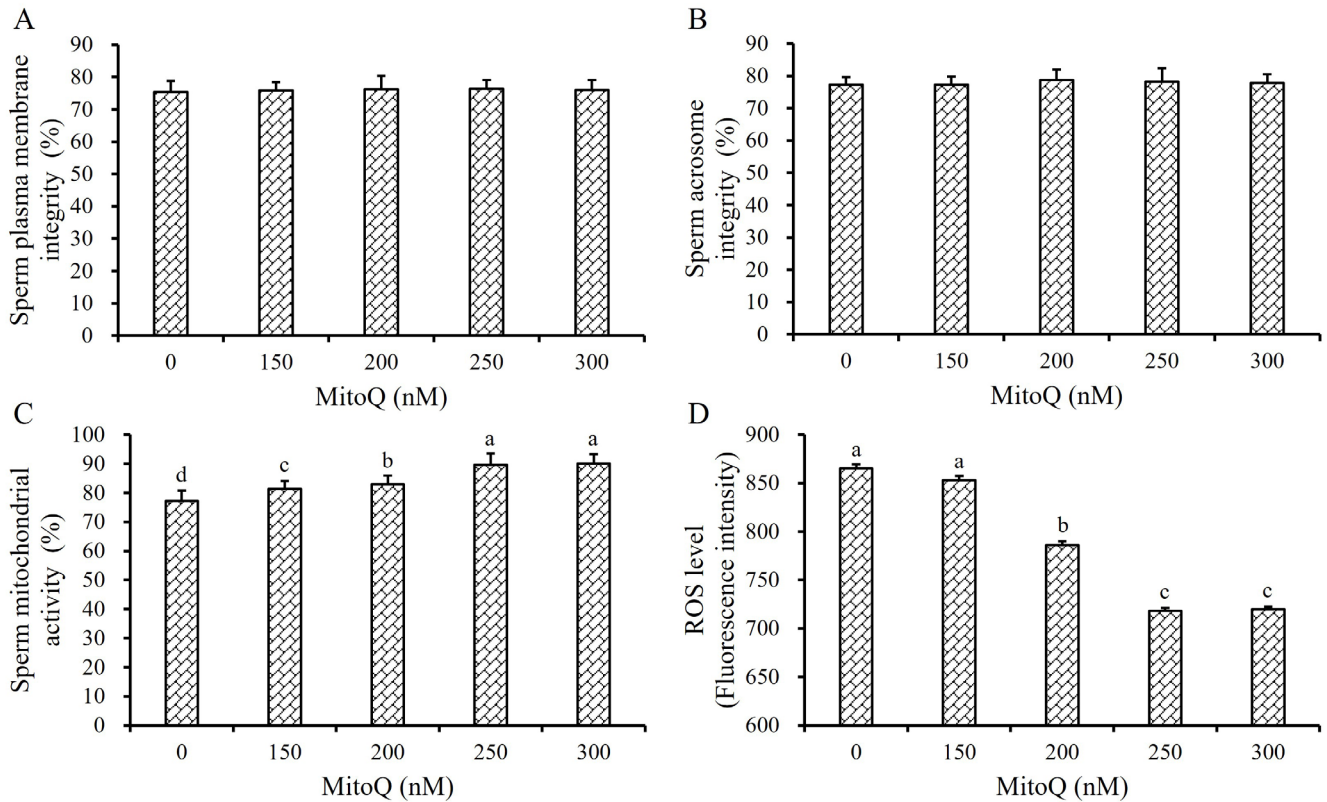 A
Sperm plasma membrane
integrity (%)
90
80
70
60
50
40
30
20
10
0
0 150 200 250 300
MitoQ (nM)
B
Sperm acrosome
integrity (%)
90
80
70
60
50
40
30
20
10
0
0 150 200 250 300
MitoQ (nM)
C
Sperm mitochondrial
activity (%)
100
90
80
70
60
50
40
30
20
10
0
d c b a a
0 150 200 250 300
MitoQ (nM)
D
ROS level
(Fluorescence intensity)
900
850
800
750
700
650
600
a a b c c
0 150 200 250 300
MitoQ (nM)